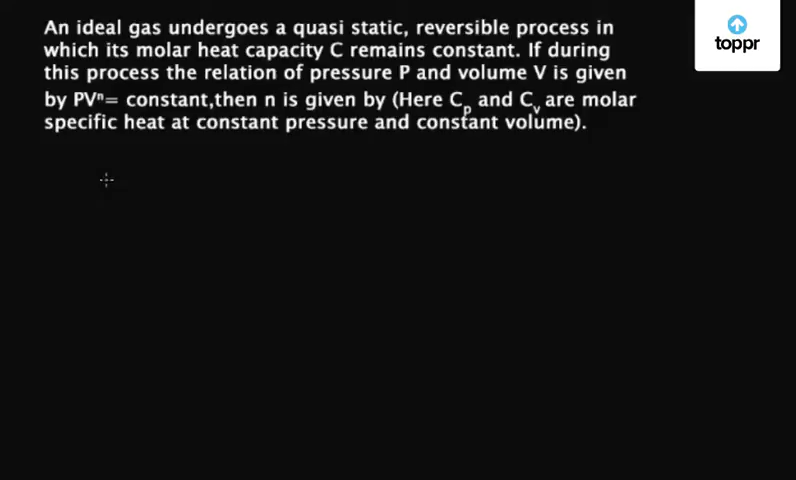 An ideal gas undergoes a quasi static, reversible process in
which its molar heat capacity C remains constant. If during
this process the relation of pressure P and volume V is given
by PVⁿ= constant,then n is given by (Here Cₚ and Cᵥ are molar
specific heat at constant pressure and constant volume).
toppr